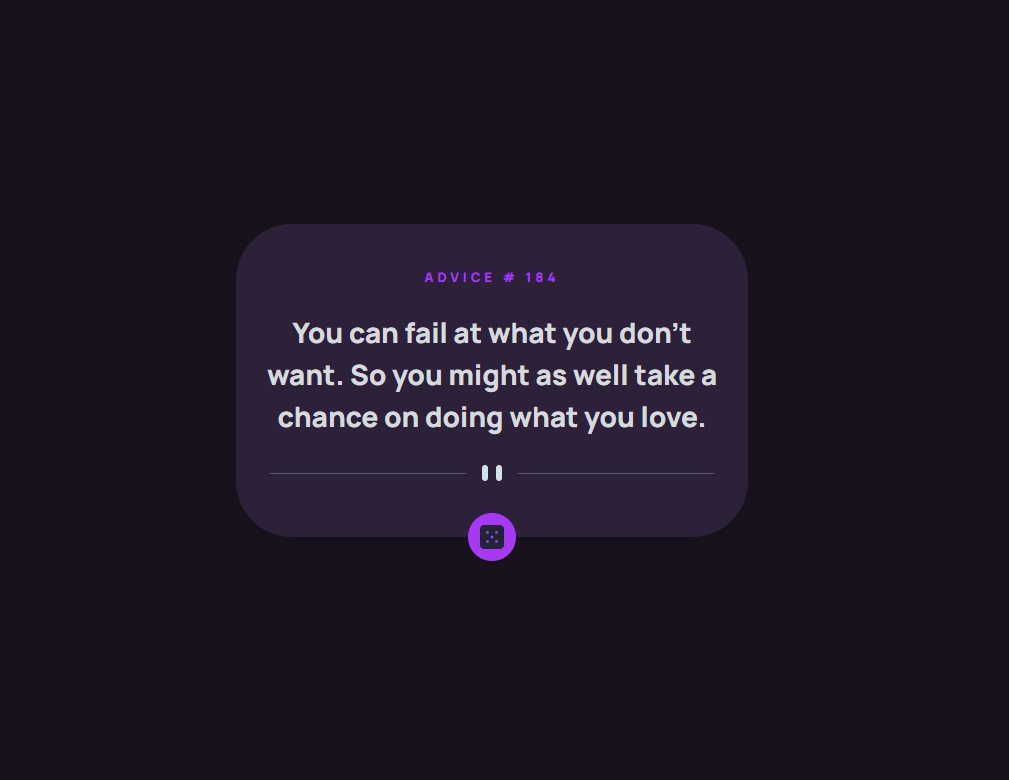 ADVICE # 184
You can fail at what you don’t
want. So you might as well take a
chance on doing what you love.